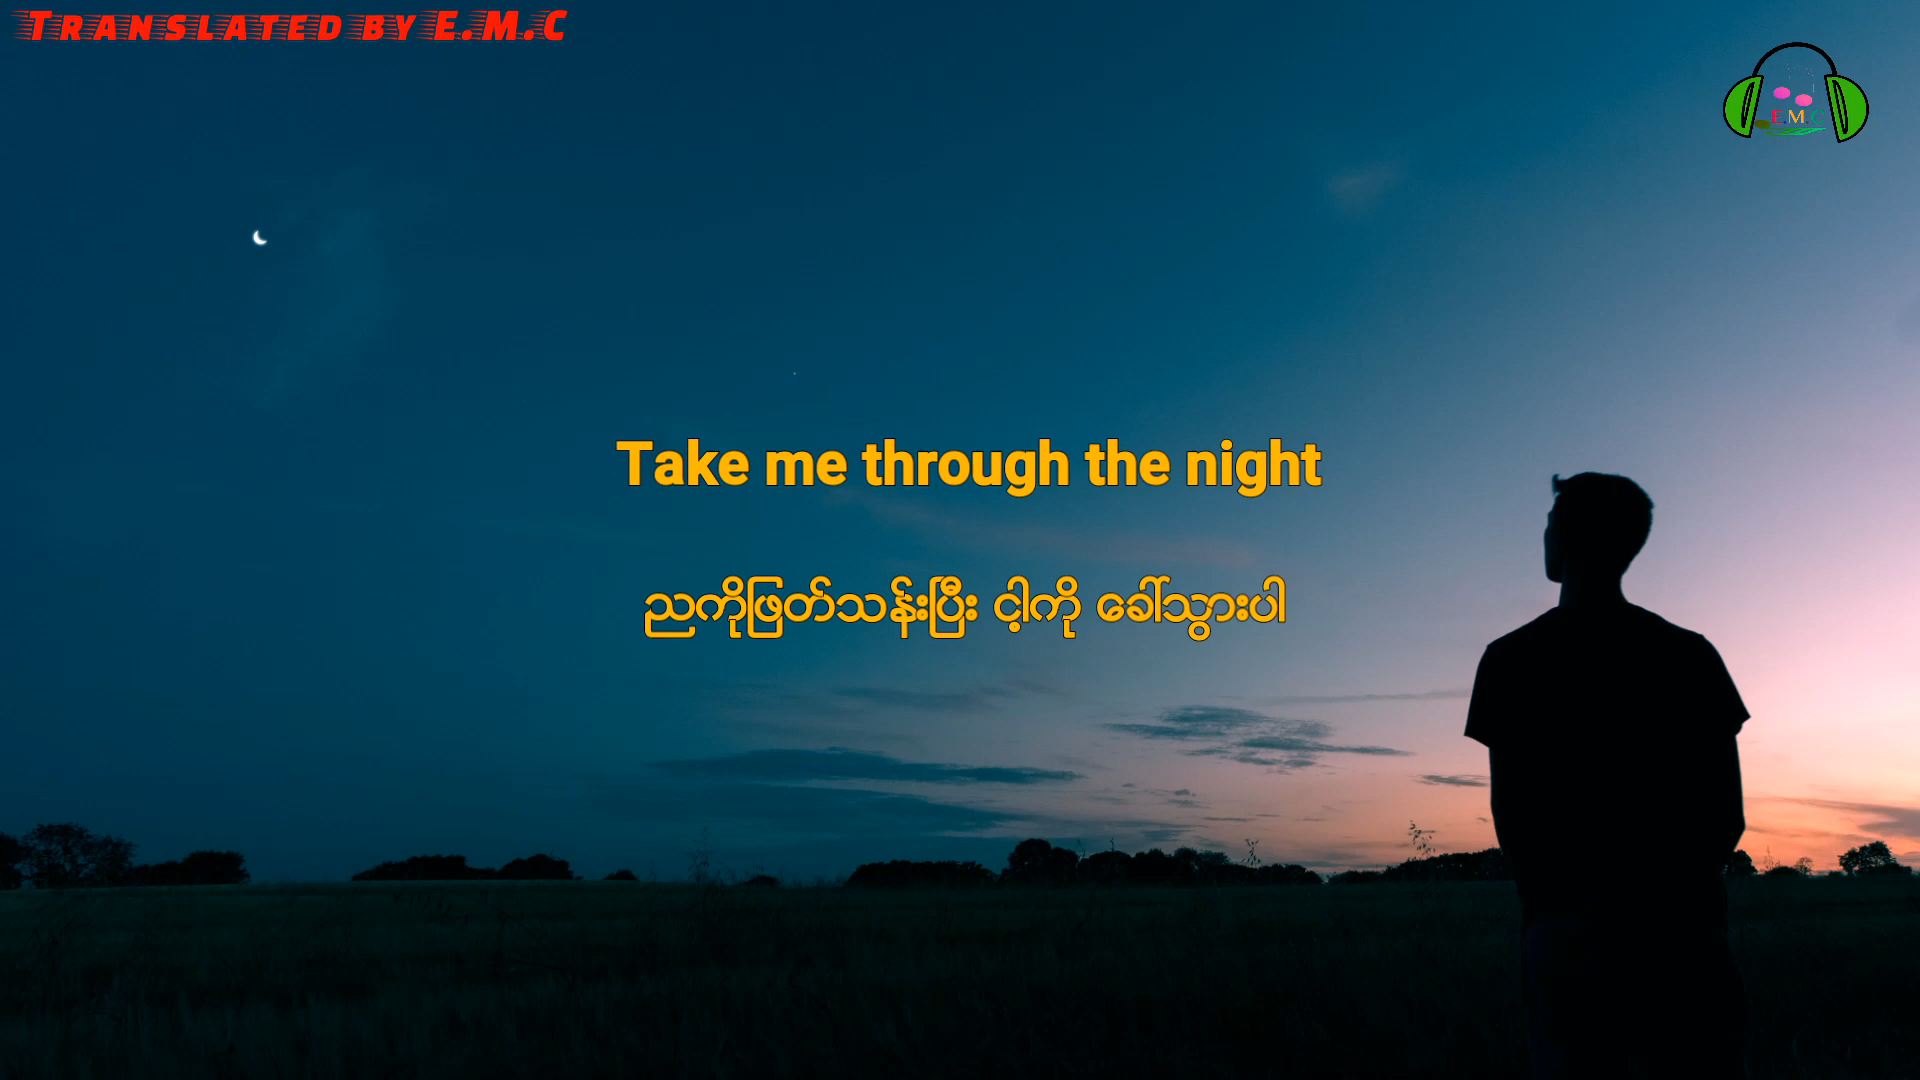 Translated by E.M.C
E.M.C
Take me through the night
ညကိုဖြတ်သန်းပြီး ငါ့ကို ခေါ်သွားပါ